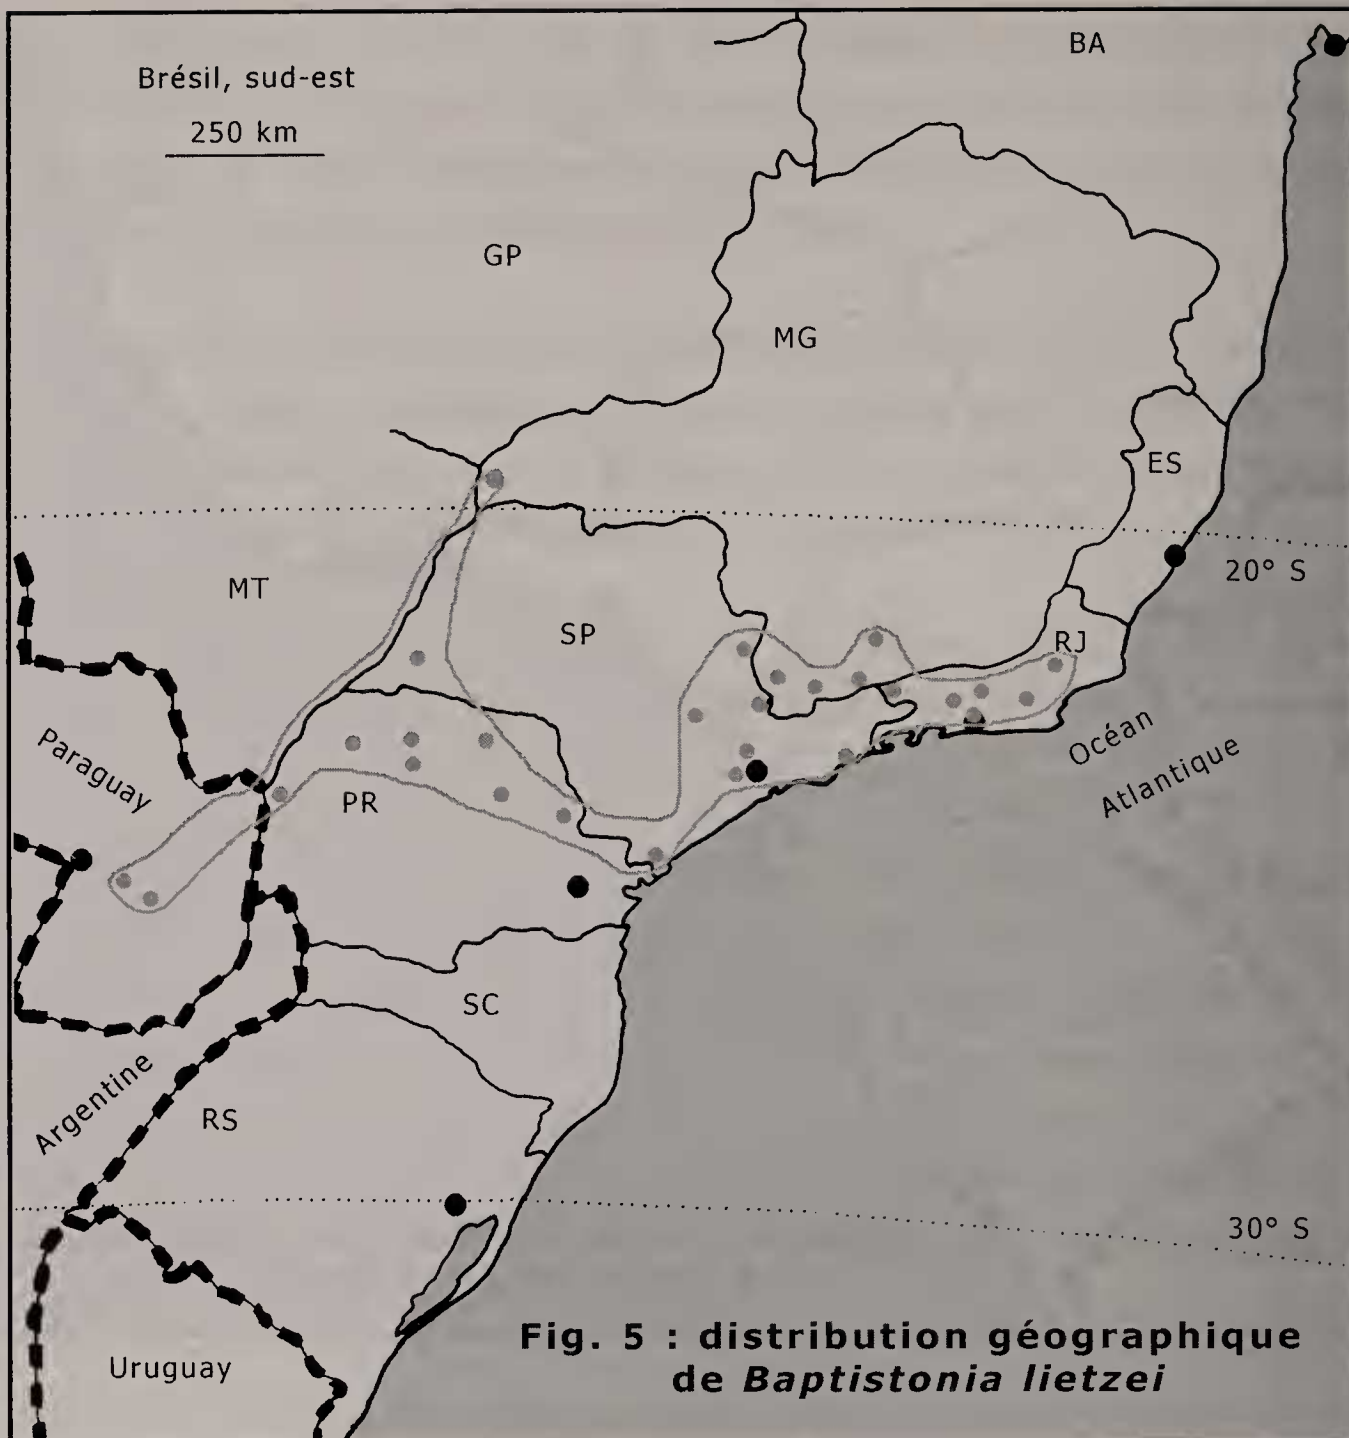 Brésil, sud-est
250 km
BA
GP
MG
ES
20° S
MT
SP
RJ
Océan
Atlantique
Paraguay
PR
SC
Argentine
RS
30° S
Uruguay
Fig. 5 : distribution géographique
de Baptistonia lietzei